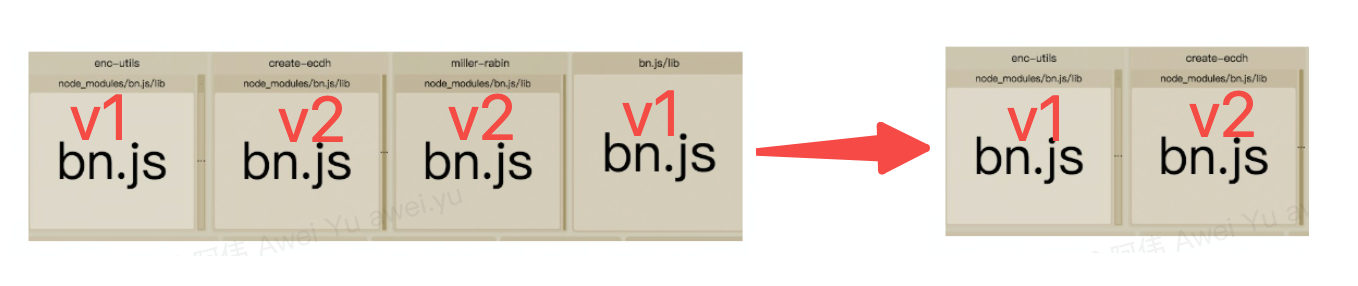 enc-utils
node_modules/bn.js/lib
v1
bn.js
...
create-ecdh
node_modules/bn.js/lib
v2
bn.js
...
miller-rabin
node_modules/bn.js/lib
v2
bn.js
bn.js/lib
v1
bn.js
阿伟 Awei Yu awei.yu
enc-utils
node_modules/bn.js/lib
v1
bn.js
...
create-ecdh
node_modules/bn.js/lib
v2
bn.js
...
阿伟 Awei Yu